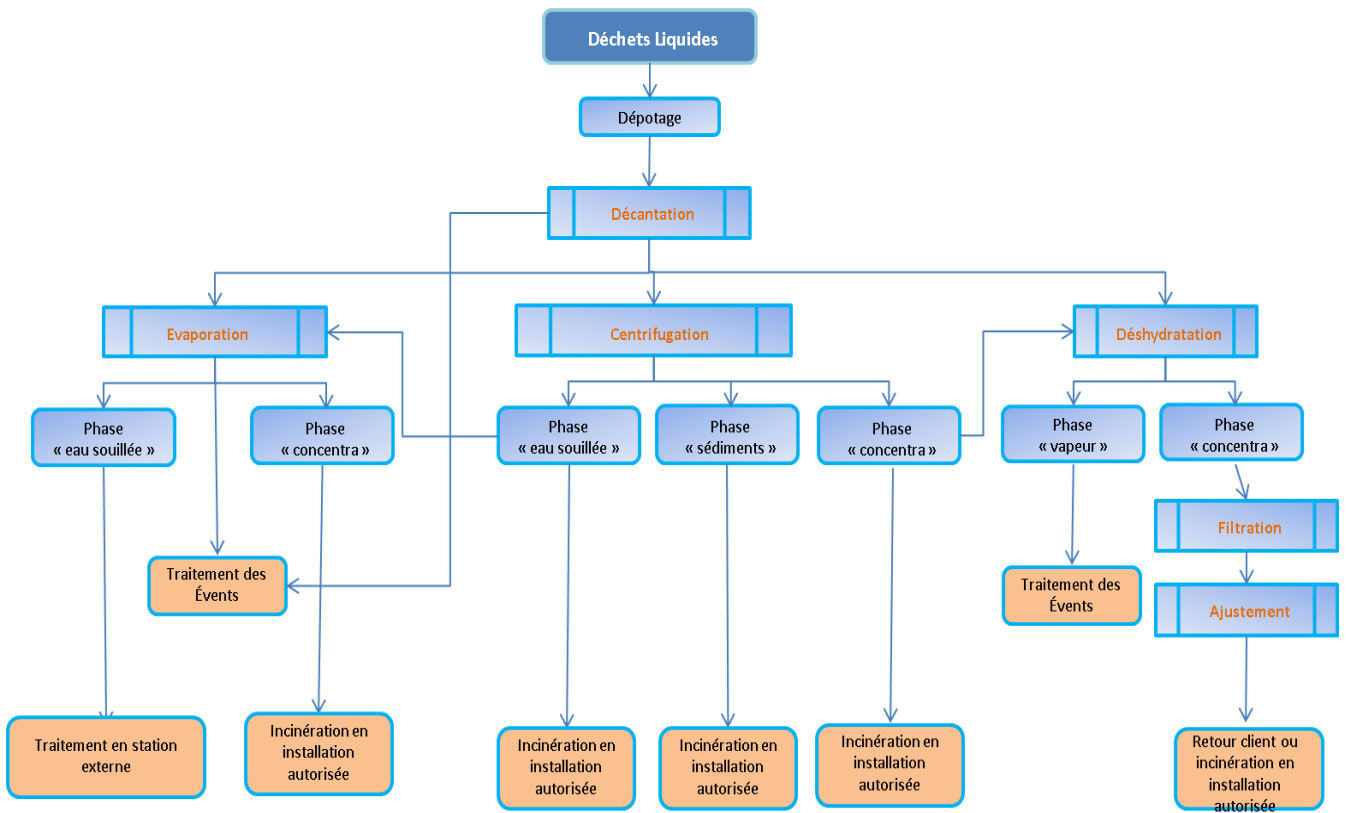 Déchets Liquides
Dépotage
Décantation
Evaporation
Centrifugation
Déshydratation
Phase
« eau souillée »
Phase
« concentra »
Phase
« eau souillée »
Phase
« sédiments »
Phase
« concentra »
Phase
« vapeur »
Phase
« concentra »
Filtration
Traitement des
Évents
Traitement des
Évents
Ajustement
Traitement en station
externe
Incinération en
installation
autorisée
Incinération en
installation
autorisée
Incinération en
installation
autorisée
Incinération en
installation
autorisée
Retour client ou
incinération en
installation
autorisée